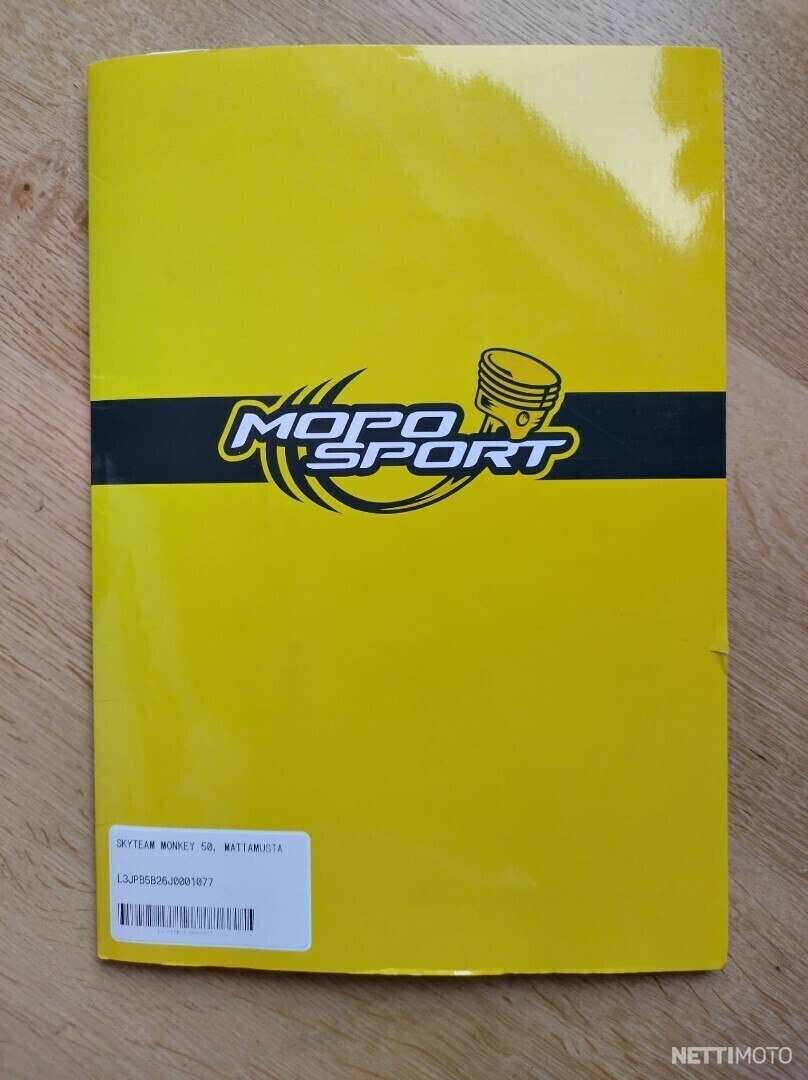 MOPO
SPORT
SKYTEAM MONKEY 50, MATTAMUSTA
L3JPB5B26J0001077
NETTIMOTO